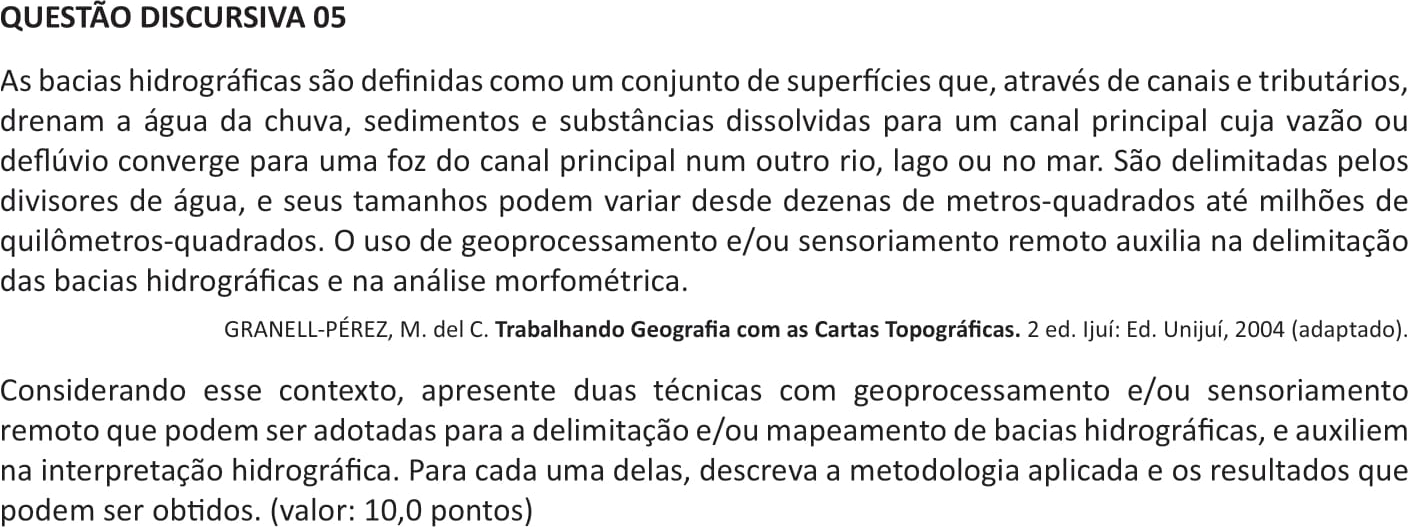 QUESTÃO DISCURSIVA 05
As bacias hidrográficas são definidas como um conjunto de superfícies que, através de canais e tributários,
drenam a água da chuva, sedimentos e substâncias dissolvidas para um canal principal cuja vazão ou
deflúvio converge para uma foz do canal principal num outro rio, lago ou no mar. São delimitadas pelos
divisores de água, e seus tamanhos podem variar desde dezenas de metros-quadrados até milhões de
quilômetros-quadrados. O uso de geoprocessamento e/ou sensoriamento remoto auxilia na delimitação
das bacias hidrográficas e na análise morfométrica.
GRANELL-PÉREZ, M. del C. Trabalhando Geografia com as Cartas Topográficas. 2 ed. Ijuí: Ed. Unijuí, 2004 (adaptado).
Considerando esse contexto, apresente duas técnicas com geoprocessamento e/ou sensoriamento
remoto que podem ser adotadas para a delimitação e/ou mapeamento de bacias hidrográficas, e auxiliem
na interpretação hidrográfica. Para cada uma delas, descreva a metodologia aplicada e os resultados que
podem ser obtidos. (valor: 10,0 pontos)